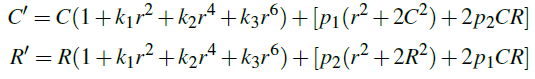 C′ = C(1+k₁r²+k₂r⁴+k₃r⁶)+[p₁(r²+2C²)+2p₂CR]
R′ = R(1+k₁r²+k₂r⁴+k₃r⁶)+[p₂(r²+2R²)+2p₁CR]